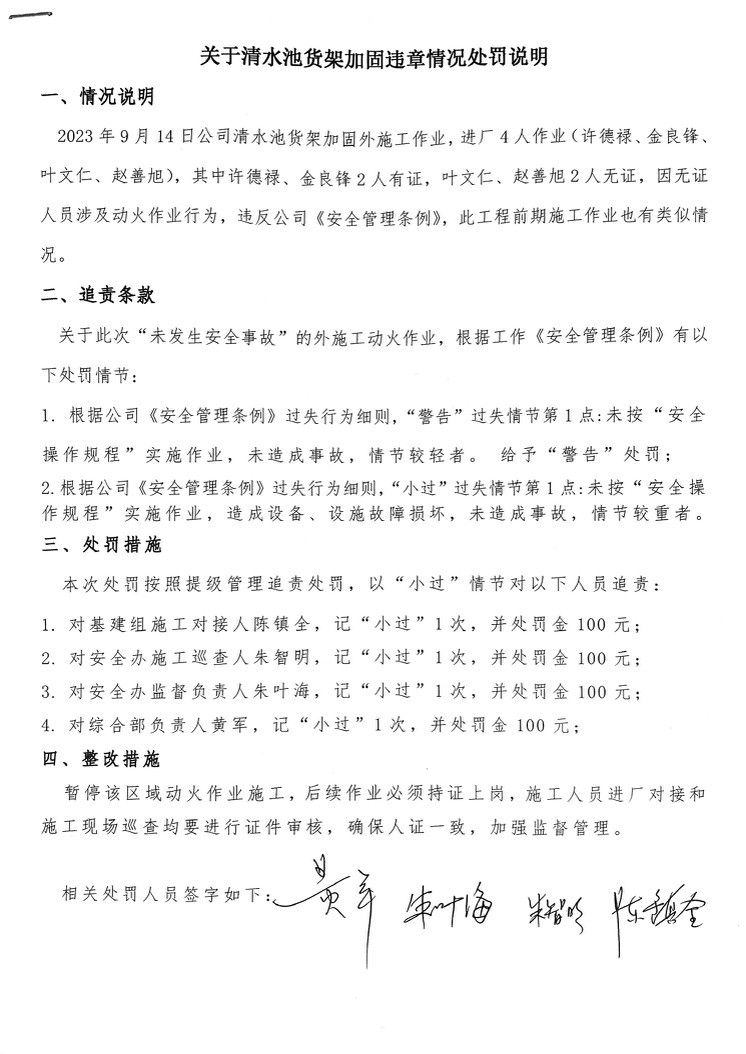 关于清水池货架加固违章情况处罚说明
一、情况说明
2023年9月14日公司清水池货架加固外施工作业，进厂4人作业（许德禄、金良锋、
叶文仁、赵善旭），其中许德禄、金良锋2人有证，叶文仁、赵善旭2人无证，因无证
人员涉及动火作业行为，违反公司《安全管理条例》，此工程前期施工作业也有类似情
况。
二、追责条款
关于此次“未发生安全事故”的外施工动火作业，根据工作《安全管理条例》有以
下处罚情节：
1. 根据公司《安全管理条例》过失行为细则，“警告”过失情节第1点:未按“安全
操作规程”实施作业，未造成事故，情节较轻者。 给予“警告”处罚；
2.根据公司《安全管理条例》过失行为细则，“小过”过失情节第1点:未按“安全操
作规程”实施作业，造成设备、设施故障损坏，未造成事故，情节较重者。
三、处罚措施
本次处罚按照提级管理追责处罚，以“小过”情节对以下人员追责：
1. 对基建组施工对接人陈镇全，记“小过”1次，并处罚金100元；
2. 对安全办施工巡查人朱智明，记“小过”1次，并处罚金100元；
3. 对安全办监督负责人朱叶海，记“小过”1次，并处罚金100元；
4. 对综合部负责人黄军，记“小过”1次，并处罚金100元；
四、整改措施
暂停该区域动火作业施工，后续作业必须持证上岗，施工人员进厂对接和
施工现场巡查均要进行证件审核，确保人证一致，加强监督管理。
相关处罚人员签字如下：黄军 朱叶海 朱智明 陈镇全